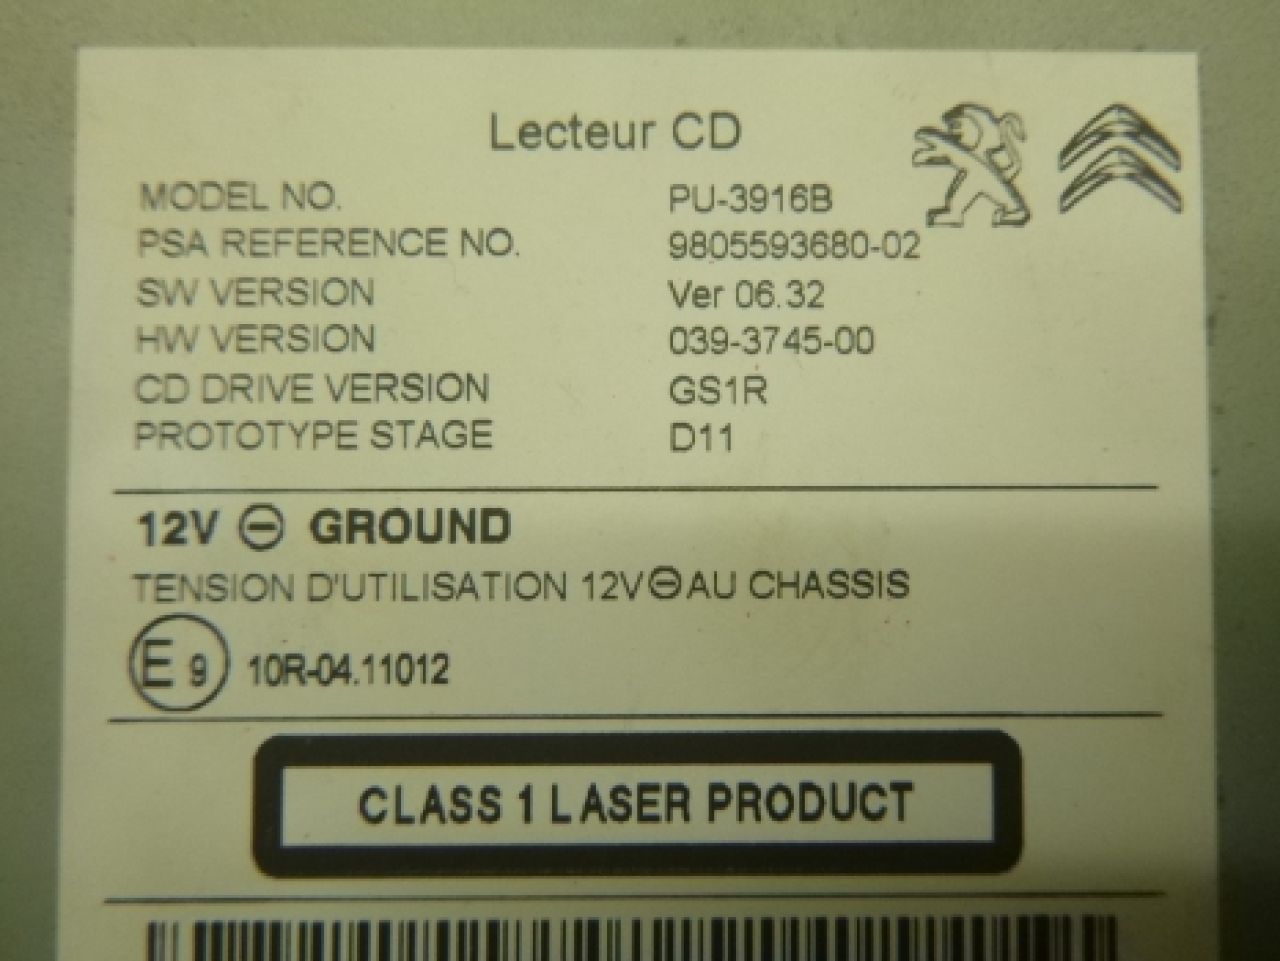 Lecteur CD
MODEL NO. PU-3916B
PSA REFERENCE NO. 9805593680-02
SW VERSION Ver 06.32
HW VERSION 039-3745-00
CD DRIVE VERSION GS1R
PROTOTYPE STAGE D11
12V ⊖ GROUND
TENSION D'UTILISATION 12V⊖AU CHASSIS
E 9 10R-04.11012
CLASS 1 LASER PRODUCT